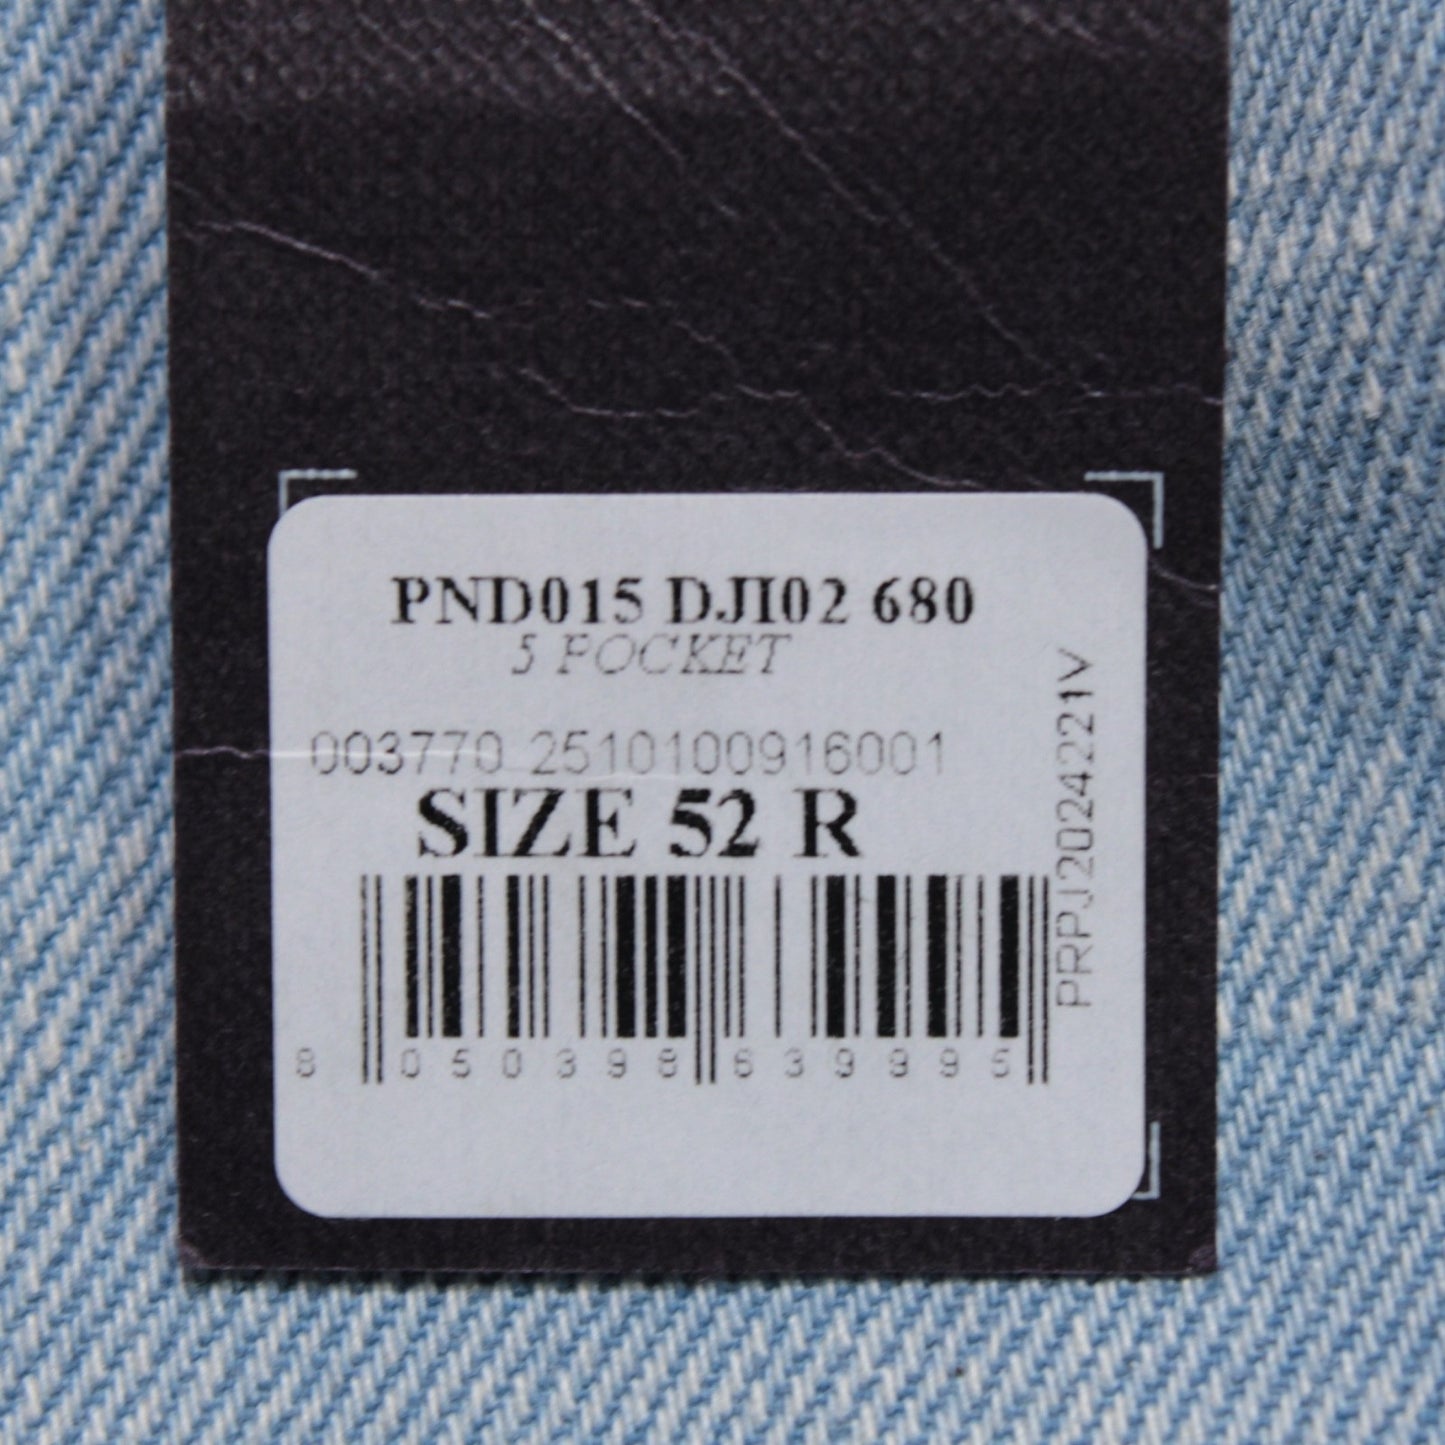 PND015 DJI02 680
5 POCKET
003770 2510100916001
SIZE 52 R
8 050398 639995
PRPJ2024221V